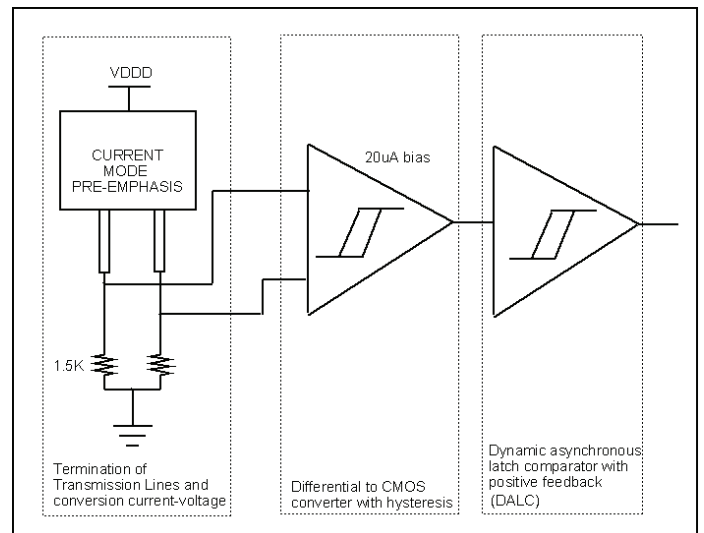 VDDD
CURRENT
MODE
PRE-EMPHASIS
20uA bias
1.5K
Termination of
Transmission Lines and
conversion current-voltage
Differential to CMOS
converter with hysteresis
Dynamic asynchronous
latch comparator with
positive feedback
(DALC)